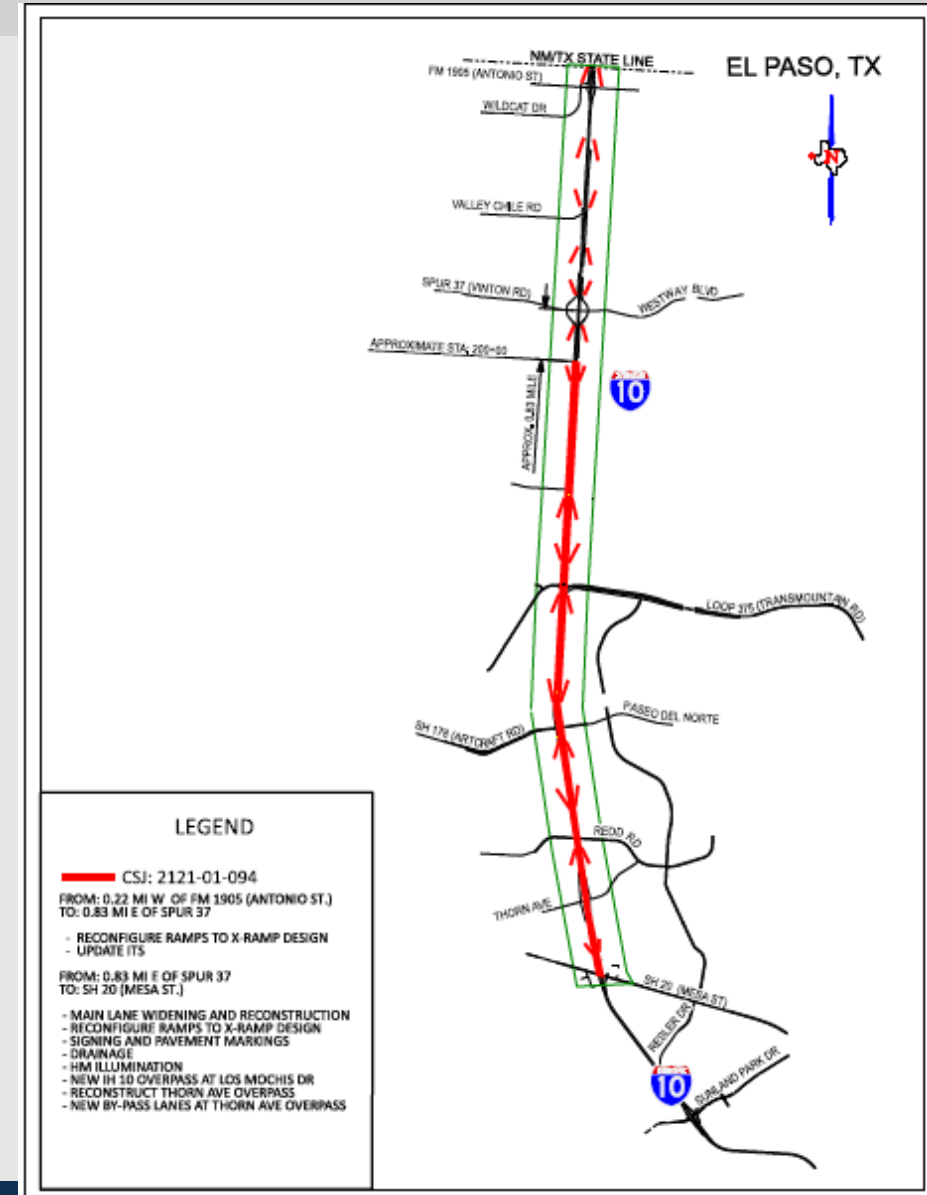 NM/TX STATE LINE
EL PASO, TX
FM 1905 (ANTONIO ST)
WILDCAT DR
N
VALLEY CHILE RD
SPUR 37 (VINTON RD)
WESTWAY BLVD
APPROXIMATE STA: 200+00
10
APPROX. 0.83 MILE
LOOP 375 (TRANSMOUNTAIN RD)
PASEO DEL NORTE
SH 178 (ARTCRAFT RD)
REDD RD
THORN AVE
SH 20 (MESA ST)
RESLER DR
10
SUNLAND PARK DR
LEGEND
CSJ: 2121-01-094
FROM: 0.22 MI W OF FM 1905 (ANTONIO ST.)
TO: 0.83 MI E OF SPUR 37
- RECONFIGURE RAMPS TO X-RAMP DESIGN
- UPDATE ITS
FROM: 0.83 MI E OF SPUR 37
TO: SH 20 (MESA ST.)
- MAIN LANE WIDENING AND RECONSTRUCTION
- RECONFIGURE RAMPS TO X-RAMP DESIGN
- SIGNING AND PAVEMENT MARKINGS
- DRAINAGE
- HM ILLUMINATION
- NEW IH 10 OVERPASS AT LOS MOCHIS DR
- RECONSTRUCT THORN AVE OVERPASS
- NEW BY-PASS LANES AT THORN AVE OVERPASS